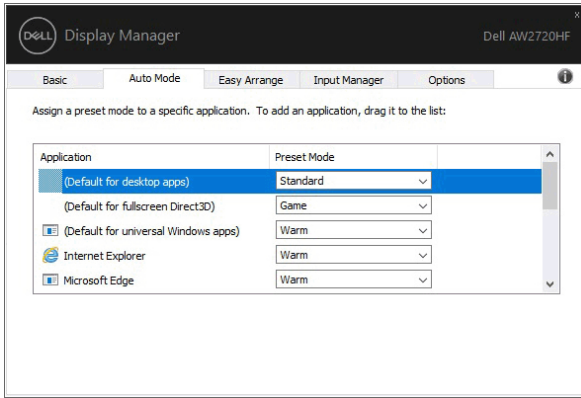 x
DELL Display Manager Dell AW2720HF
Basic Auto Mode Easy Arrange Input Manager Options i
Assign a preset mode to a specific application. To add an application, drag it to the list:
Application Preset Mode
(Default for desktop apps) Standard
(Default for fullscreen Direct3D) Game
(Default for universal Windows apps) Warm
Internet Explorer Warm
Microsoft Edge Warm